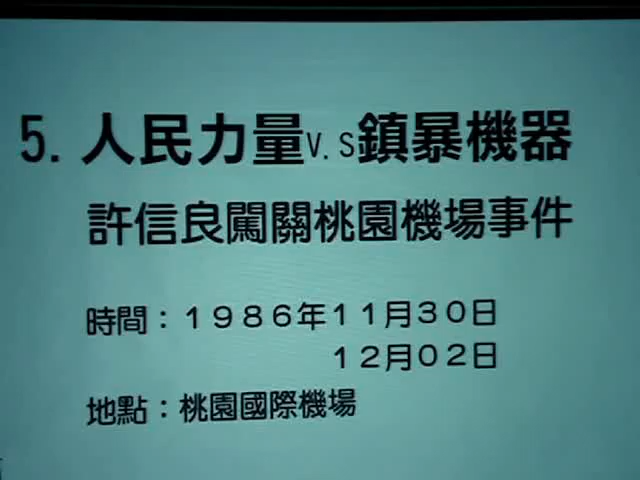 5. 人民力量V.S鎮暴機器
許信良闖關桃園機場事件
時間：１９８６年１１月３０日
１２月０２日
地點：桃園國際機場